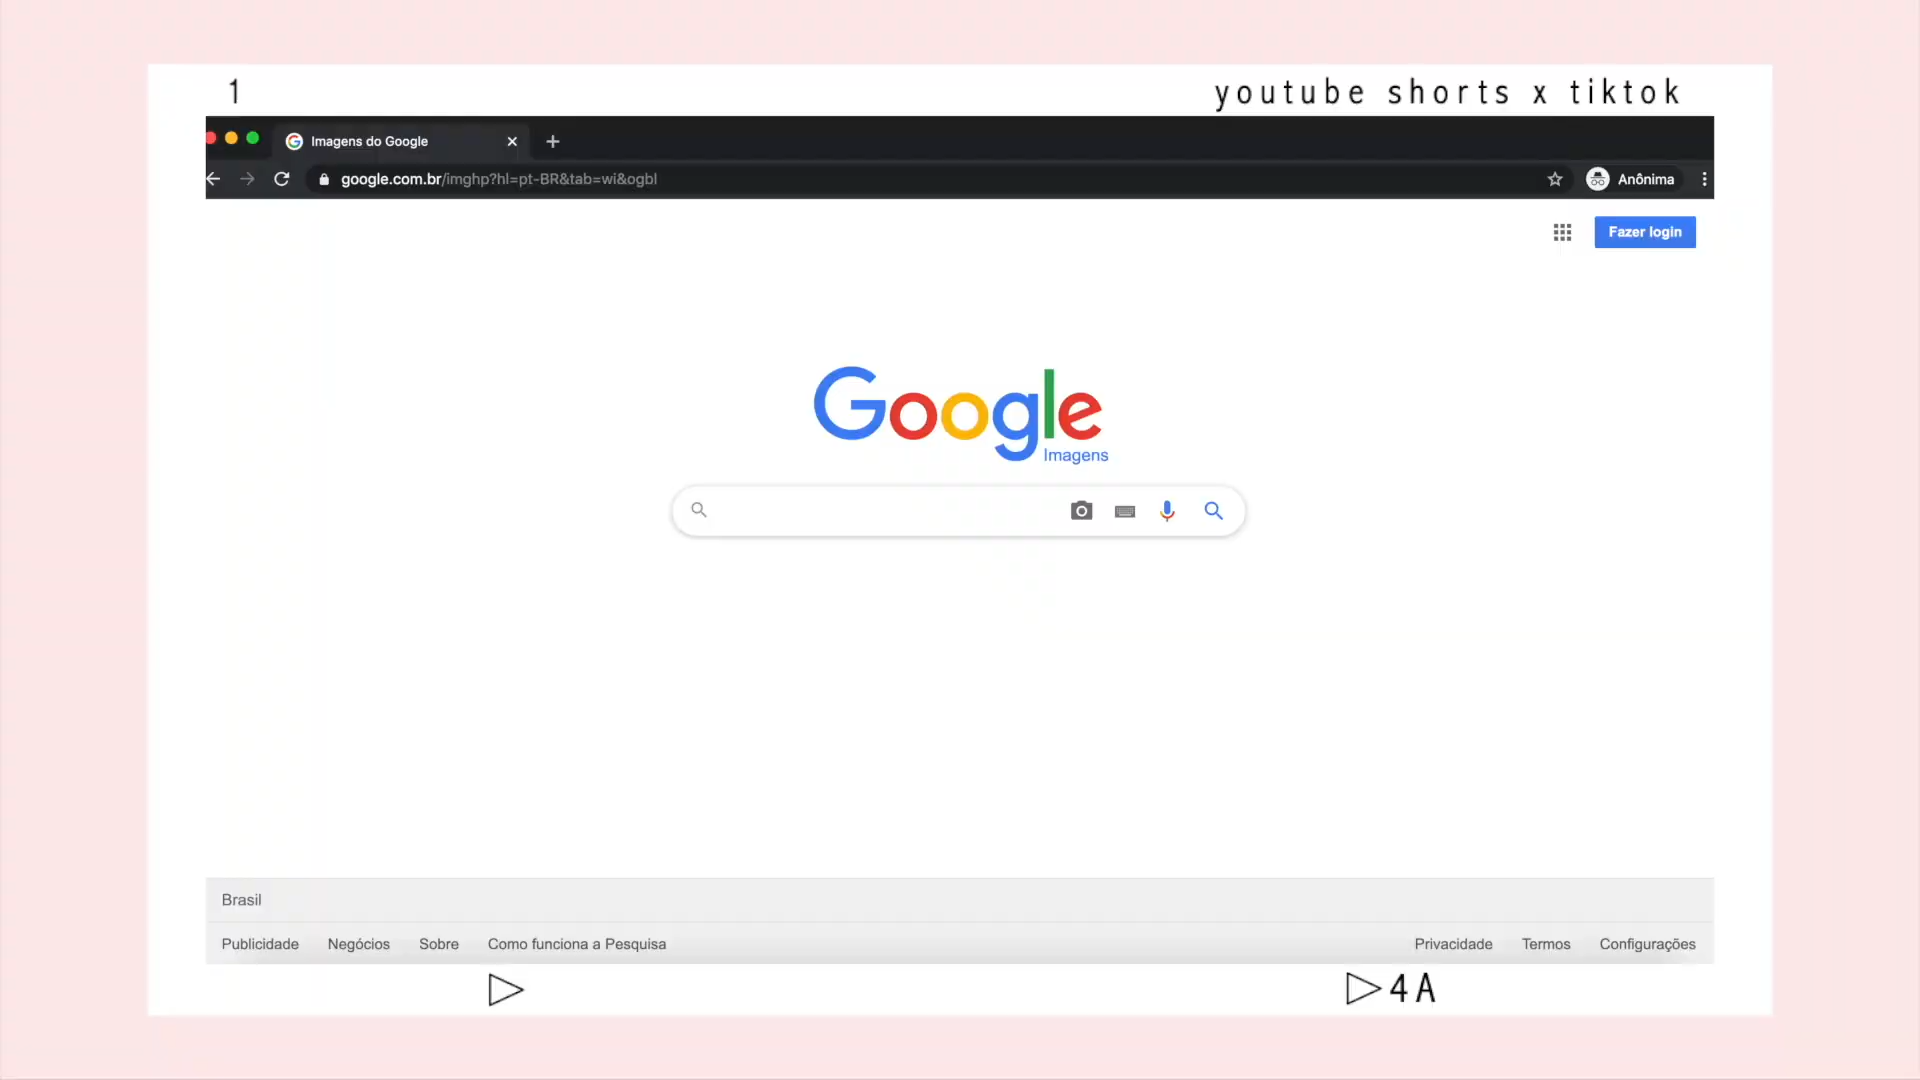 1
youtube shorts x tiktok
Imagens do Google
google.com.br/imghp?hl=pt-BR&tab=wi&ogbl
Anônima
Fazer login
Google
Imagens
Brasil
Publicidade Negócios Sobre Como funciona a Pesquisa Privacidade Termos Configurações
4A